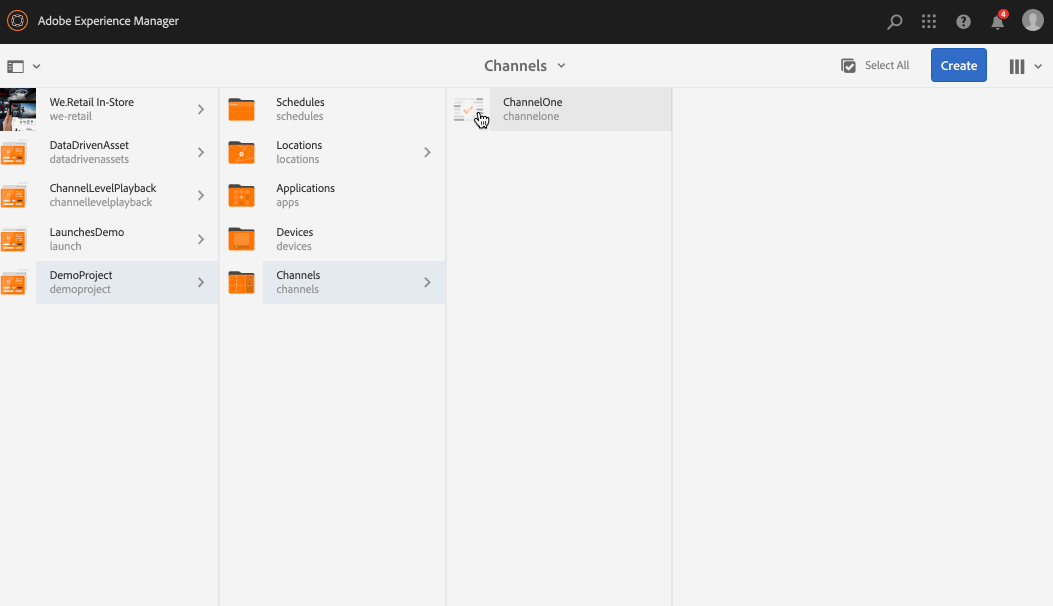 Adobe Experience Manager
4
Channels
Select All
Create
We.Retail In-Store
we-retail
DataDrivenAsset
datadrivenassets
ChannelLevelPlayback
channellevelplayback
LaunchesDemo
launch
DemoProject
demoproject
Schedules
schedules
Locations
locations
Applications
apps
Devices
devices
Channels
channels
ChannelOne
channelone